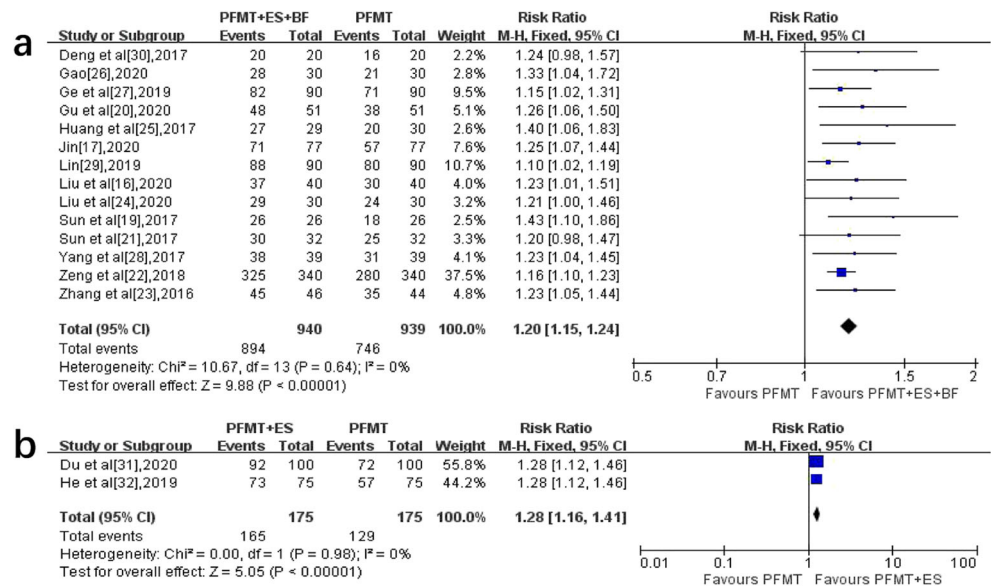 a
PFMT+ES+BF PFMT Risk Ratio Risk Ratio
Study or Subgroup Events Total Events Total Weight M-H, Fixed, 95% CI M-H, Fixed, 95% CI
Deng et al[30],2017 20 20 16 20 2.2% 1.24 [0.98, 1.57]
Gao[26],2020 28 30 21 30 2.8% 1.33 [1.04, 1.72]
Ge et al[27],2019 82 90 71 90 9.5% 1.15 [1.02, 1.31]
Gu et al[20],2020 48 51 38 51 5.1% 1.26 [1.06, 1.50]
Huang et al[25],2017 27 29 20 30 2.6% 1.40 [1.06, 1.83]
Jin[17],2020 71 77 57 77 7.6% 1.25 [1.07, 1.44]
Lin[29],2019 88 90 80 90 10.7% 1.10 [1.02, 1.19]
Liu et al[16],2020 37 40 30 40 4.0% 1.23 [1.01, 1.51]
Liu et al[24],2020 29 30 24 30 3.2% 1.21 [1.00, 1.46]
Sun et al[19],2017 26 26 18 26 2.5% 1.43 [1.10, 1.86]
Sun et al[21],2017 30 32 25 32 3.3% 1.20 [0.98, 1.47]
Yang et al[28],2017 38 39 31 39 4.1% 1.23 [1.04, 1.45]
Zeng et al[22],2018 325 340 280 340 37.5% 1.16 [1.10, 1.23]
Zhang et al[23],2016 45 46 35 44 4.8% 1.23 [1.05, 1.44]
Total (95% CI) 940 939 100.0% 1.20 [1.15, 1.24]
Total events 894 746
Heterogeneity: Chi² = 10.67, df = 13 (P = 0.64); I² = 0%
Test for overall effect: Z = 9.88 (P < 0.00001)
0.5 0.7 1 1.5 2
Favours PFMT Favours PFMT+ES+BF
b
PFMT+ES PFMT Risk Ratio Risk Ratio
Study or Subgroup Events Total Events Total Weight M-H, Fixed, 95% CI M-H, Fixed, 95% CI
Du et al[31],2020 92 100 72 100 55.8% 1.28 [1.12, 1.46]
He et al[32],2019 73 75 57 75 44.2% 1.28 [1.12, 1.46]
Total (95% CI) 175 175 100.0% 1.28 [1.16, 1.41]
Total events 165 129
Heterogeneity: Chi² = 0.00, df = 1 (P = 0.98); I² = 0%
Test for overall effect: Z = 5.05 (P < 0.00001)
0.01 0.1 1 10 100
Favours PFMT Favours PFMT+ES